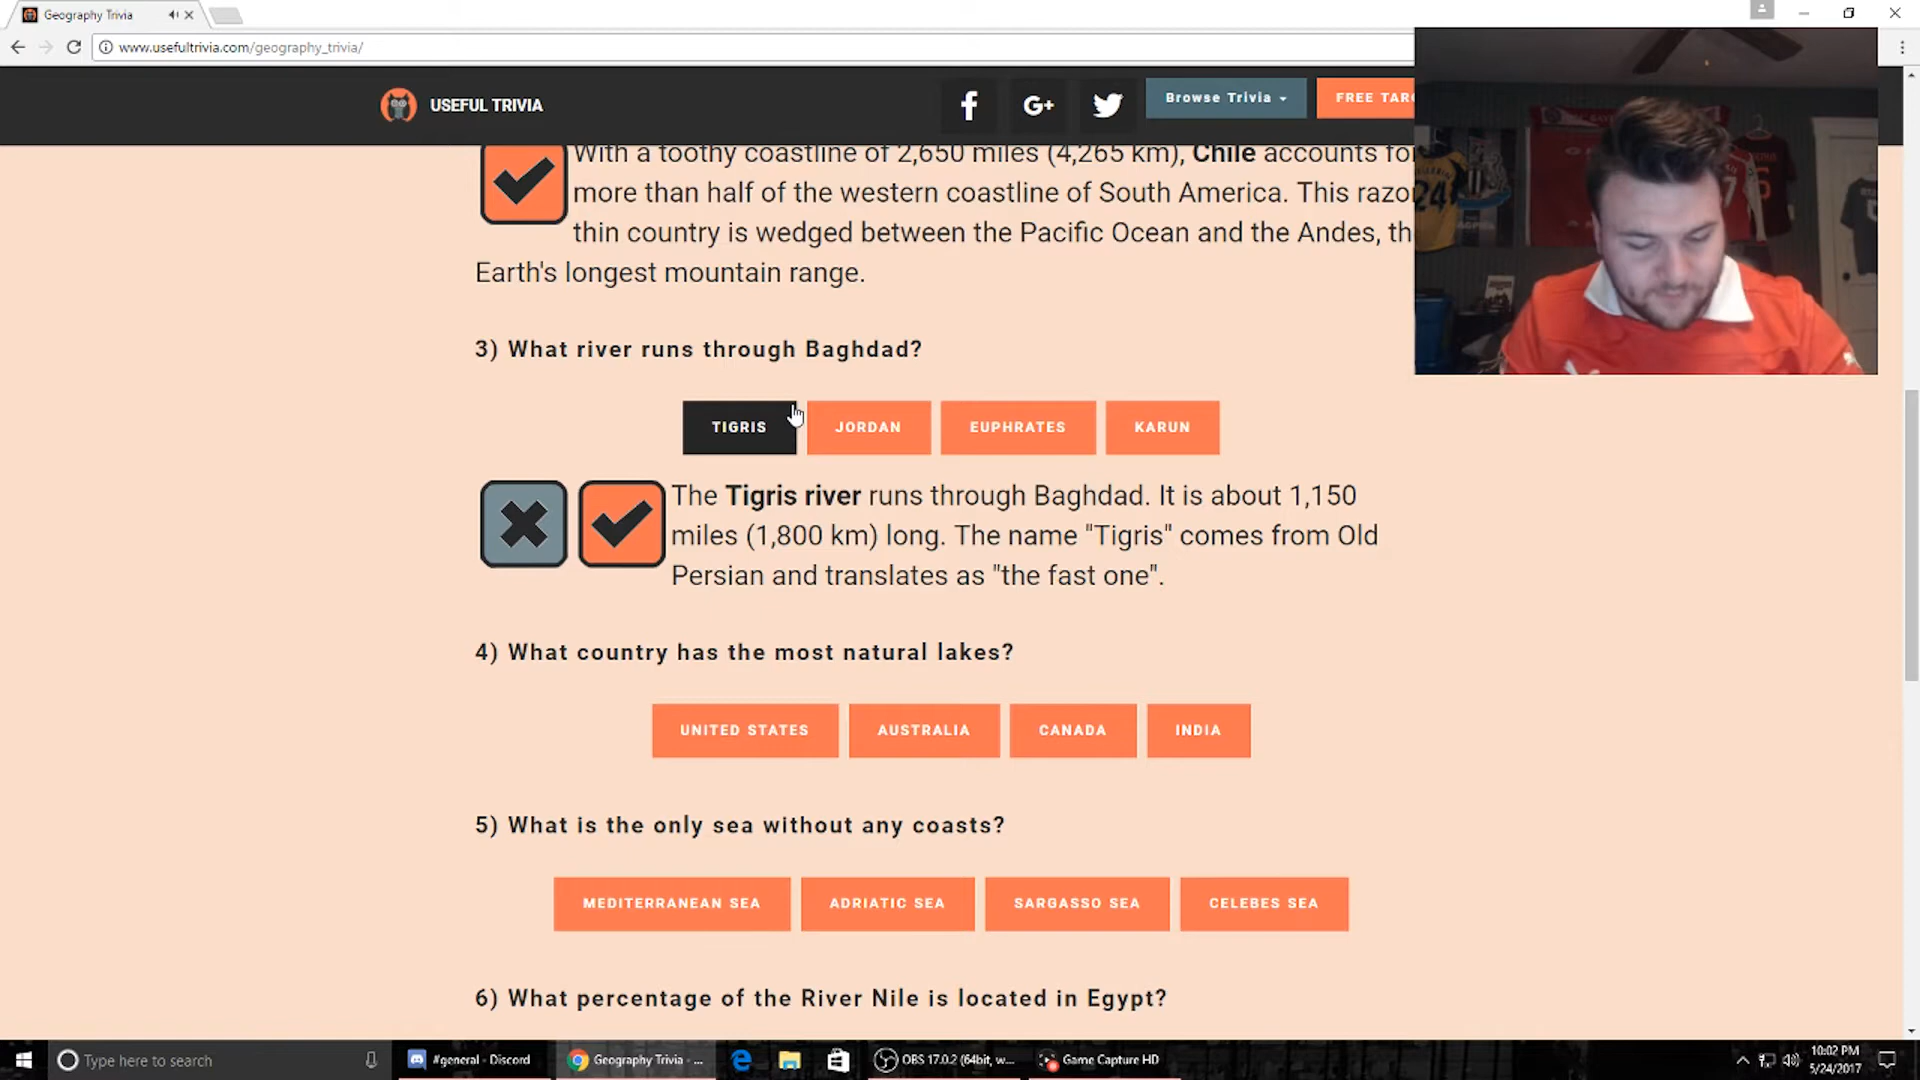 Geography Trivia
www.usefultrivia.com/geography_trivia/
USEFUL TRIVIA
f
G+
Browse Trivia
FREE TARO
With a toothy coastline of 2,650 miles (4,265 km), Chile accounts for
more than half of the western coastline of South America. This razor
thin country is wedged between the Pacific Ocean and the Andes, the
Earth's longest mountain range.
3) What river runs through Baghdad?
TIGRIS JORDAN EUPHRATES KARUN
The Tigris river runs through Baghdad. It is about 1,150
miles (1,800 km) long. The name "Tigris" comes from Old
Persian and translates as "the fast one".
4) What country has the most natural lakes?
UNITED STATES AUSTRALIA CANADA INDIA
5) What is the only sea without any coasts?
MEDITERRANEAN SEA ADRIATIC SEA SARGASSO SEA CELEBES SEA
6) What percentage of the River Nile is located in Egypt?
Type here to search
#general - Discord
Geography Trivia - ...
OBS 17.0.2 (64bit, w...
Game Capture HD
10:02 PM
5/24/2017